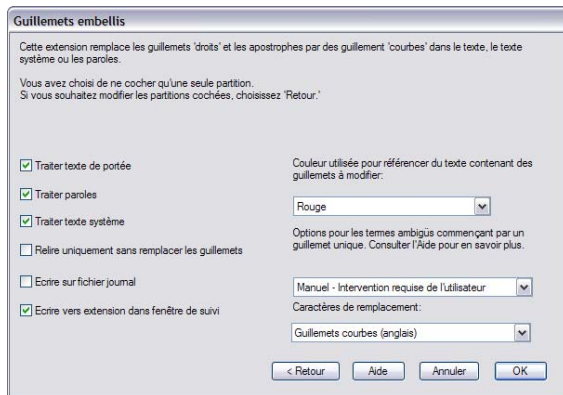 Guillemets embellis
Cette extension remplace les guillemets 'droits' et les apostrophes par des guillement 'courbes' dans le texte, le texte
système ou les paroles.
Vous avez choisi de ne cocher qu'une seule partition.
Si vous souhaitez modifier les partitions cochées, choisissez 'Retour.'
Traiter texte de portée
Traiter paroles
Traiter texte système
Relire uniquement sans remplacer les guillemets
Ecrire sur fichier journal
Ecrire vers extension dans fenêtre de suivi
Couleur utilisée pour référencer du texte contenant des
guillemets à modifier:
Rouge
Options pour les termes ambigüs commençant par un
guillemet unique. Consulter l'Aide pour en savoir plus.
Manuel - Intervention requise de l'utilisateur
Caractères de remplacement:
Guillemets courbes (anglais)
< Retour
Aide
Annuler
OK